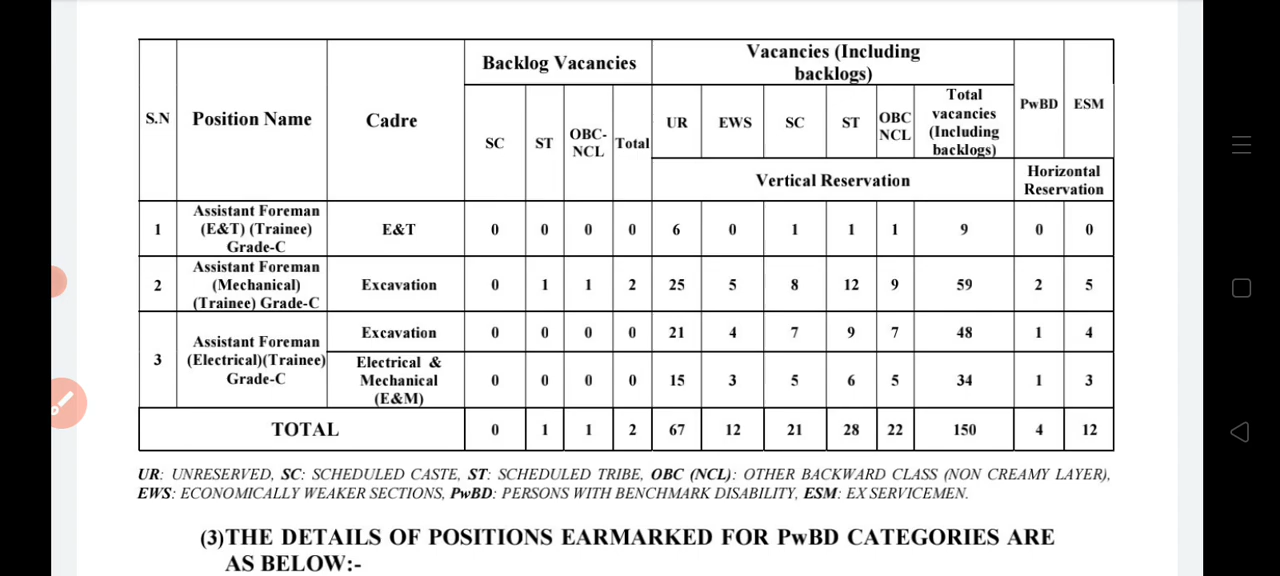 S.N Position Name Cadre Backlog Vacancies Vacancies (Including backlogs) PwBD ESM
SC ST OBC-NCL Total UR EWS SC ST OBC NCL Total vacancies (Including backlogs)
Vertical Reservation Horizontal Reservation
1 Assistant Foreman (E&T) (Trainee) Grade-C E&T 0 0 0 0 6 0 1 1 1 9 0 0
2 Assistant Foreman (Mechanical) (Trainee) Grade-C Excavation 0 1 1 2 25 5 8 12 9 59 2 5
3 Assistant Foreman (Electrical)(Trainee) Grade-C Excavation 0 0 0 0 21 4 7 9 7 48 1 4
Electrical & Mechanical (E&M) 0 0 0 0 15 3 5 6 5 34 1 3
TOTAL 0 1 1 2 67 12 21 28 22 150 4 12
UR: UNRESERVED, SC: SCHEDULED CASTE, ST: SCHEDULED TRIBE, OBC (NCL): OTHER BACKWARD CLASS (NON CREAMY LAYER),
EWS: ECONOMICALLY WEAKER SECTIONS, PwBD: PERSONS WITH BENCHMARK DISABILITY, ESM: EX SERVICEMEN.
(3)THE DETAILS OF POSITIONS EARMARKED FOR PwBD CATEGORIES ARE
AS BELOW:-